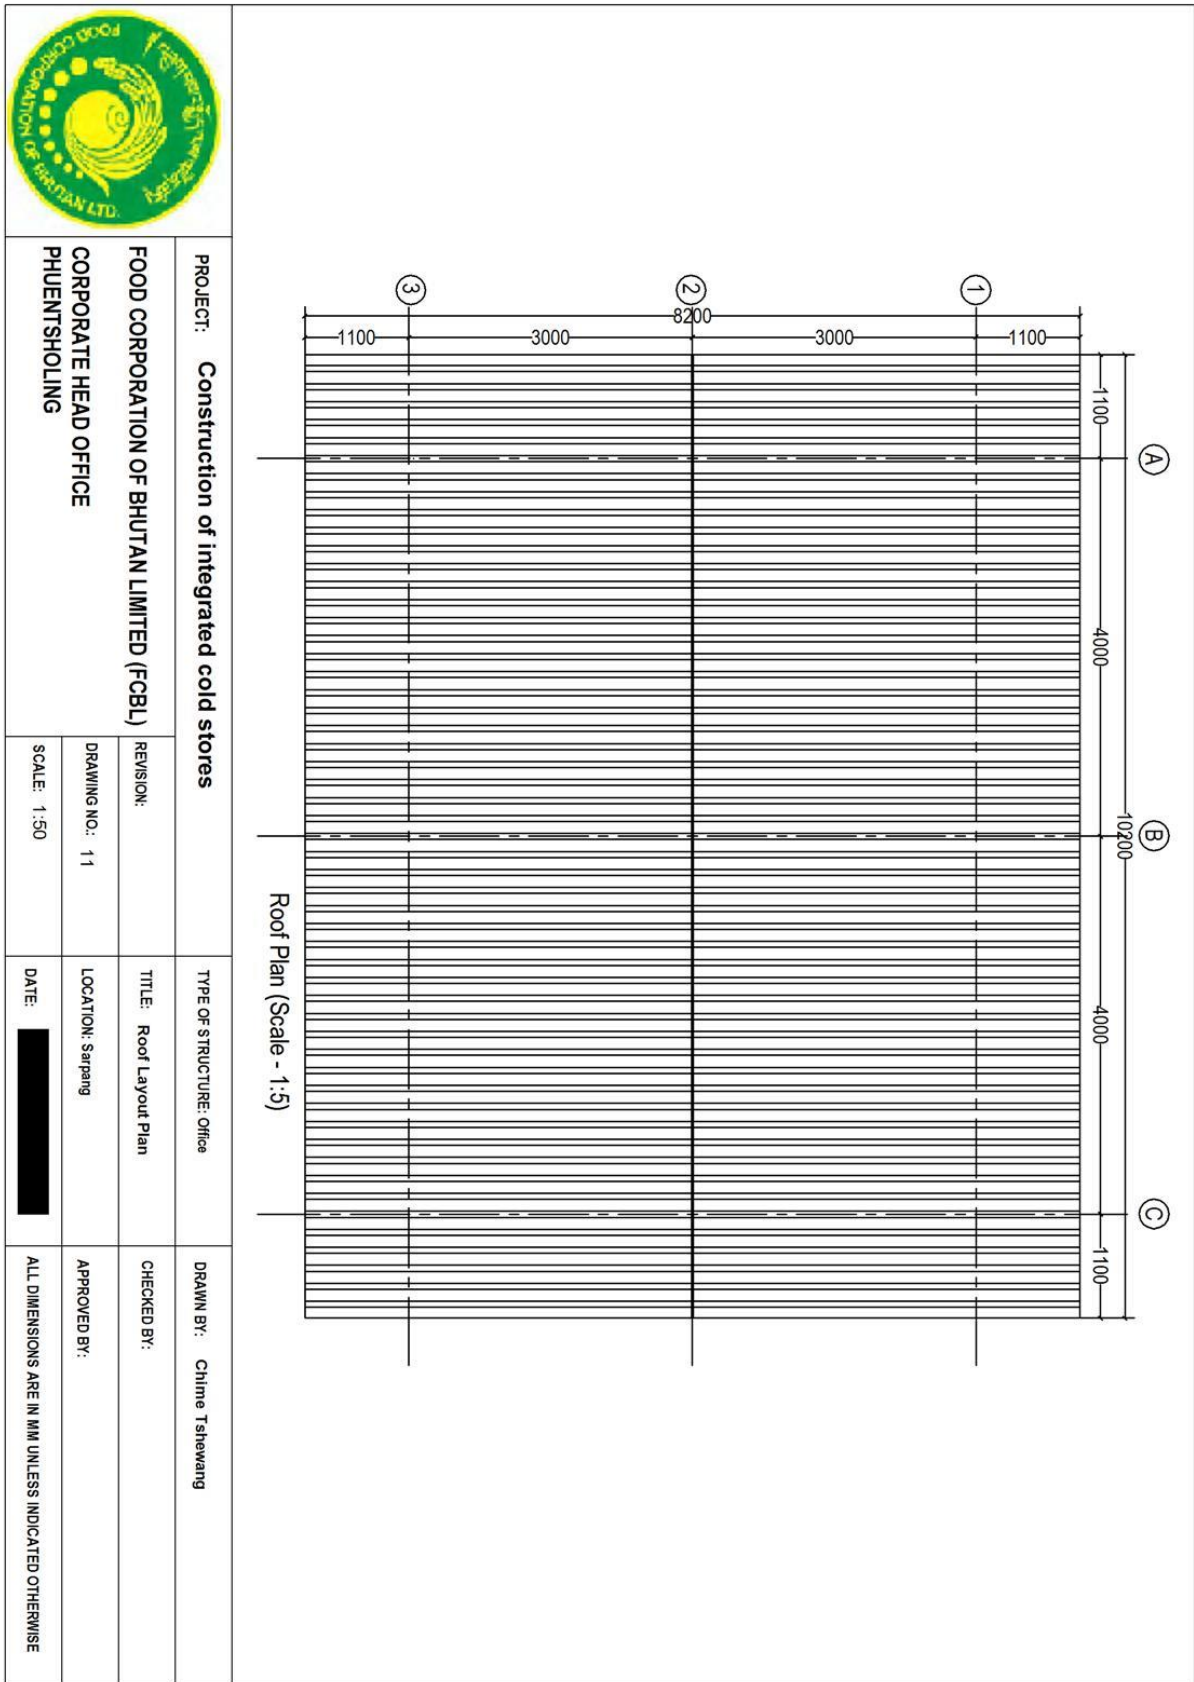 A
B
C
10200
1100
4000
4000
1100
1
2
3
8200
1100
3000
3000
1100
Roof Plan (Scale - 1:5)
FOOD CORPORATION OF BHUTAN LTD.
PROJECT: Construction of integrated cold stores
FOOD CORPORATION OF BHUTAN LIMITED (FCBL)
CORPORATE HEAD OFFICE
PHUENTSHOLING
REVISION:
DRAWING NO.: 11
SCALE: 1:50
TYPE OF STRUCTURE: Office
TITLE: Roof Layout Plan
LOCATION: Sarpang
DATE:
DRAWN BY: Chime Tshewang
CHECKED BY:
APPROVED BY:
ALL DIMENSIONS ARE IN MM UNLESS INDICATED OTHERWISE